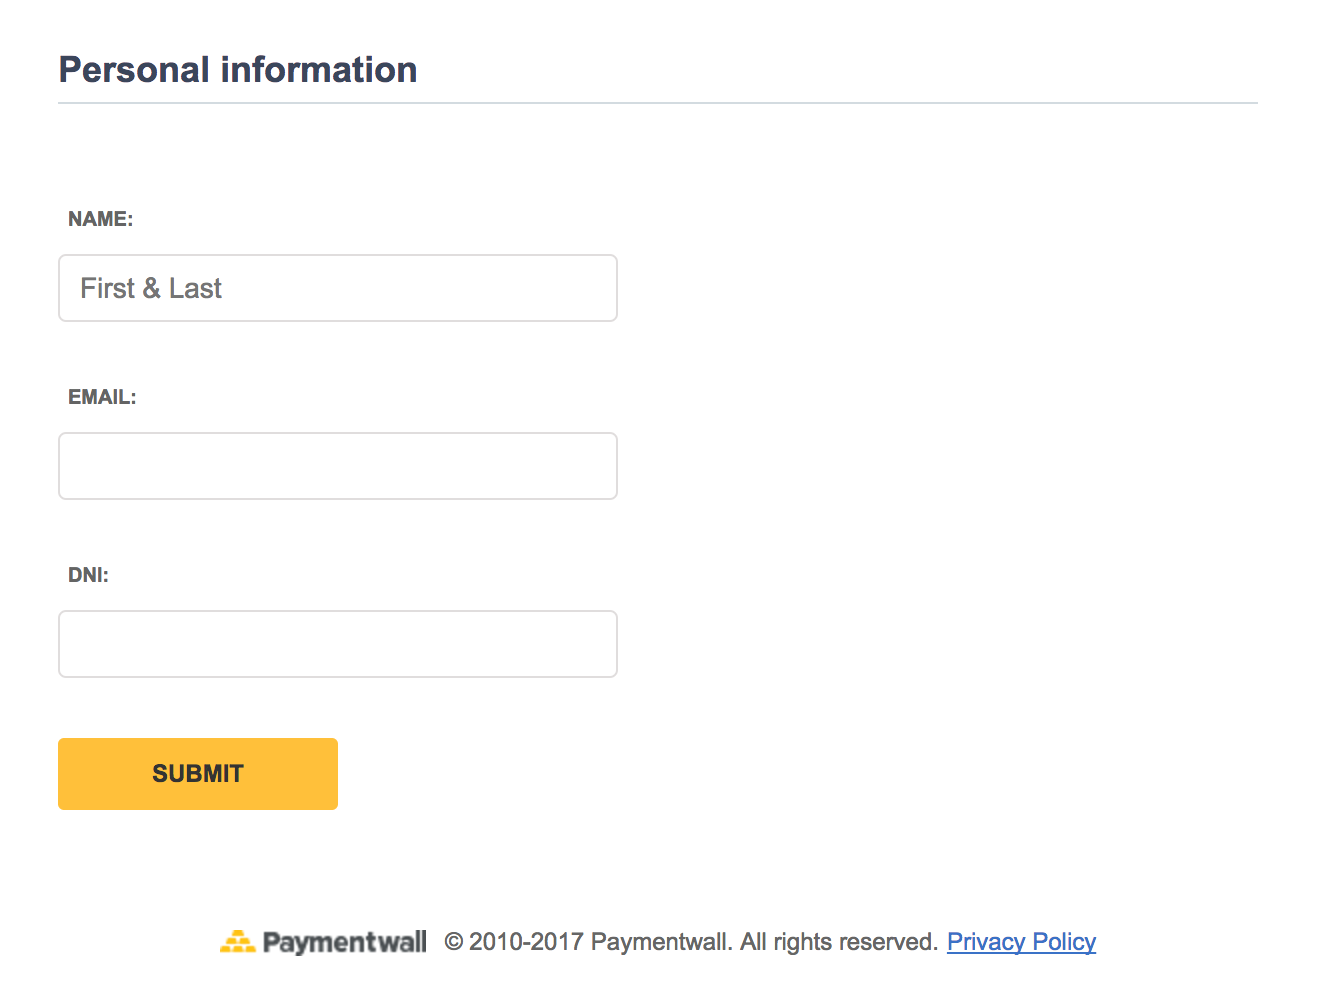 Personal information
NAME:
First & Last
EMAIL:
DNI:
SUBMIT
Paymentwall © 2010-2017 Paymentwall. All rights reserved. Privacy Policy